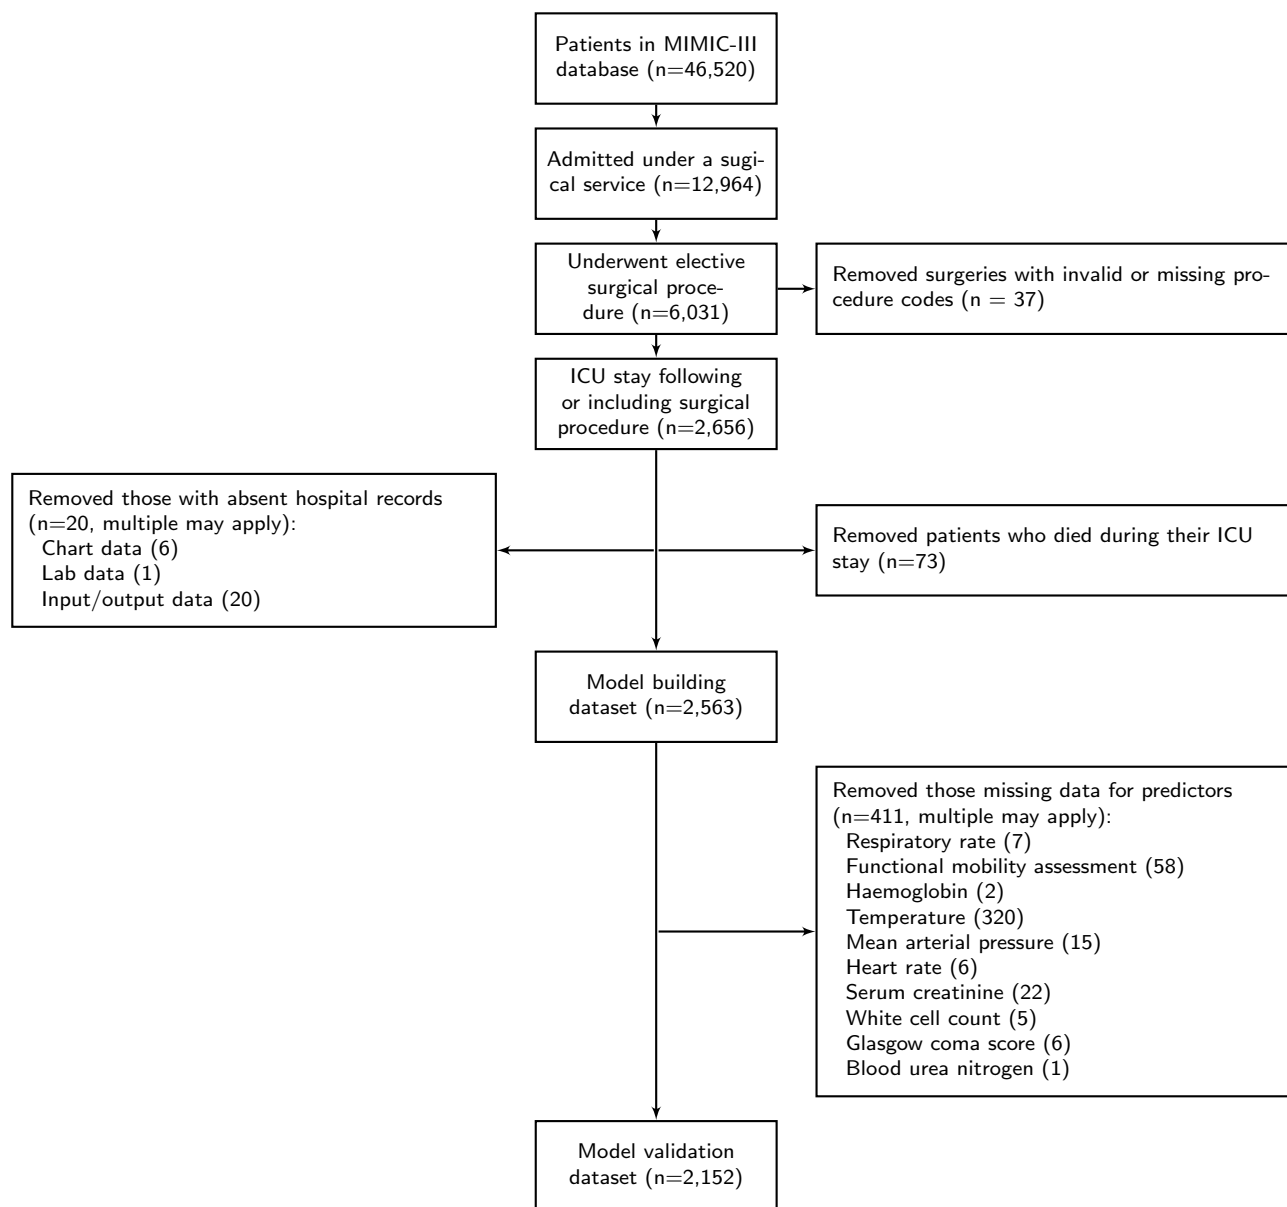 Patients in MIMIC-III
database (n=46,520)
Admitted under a sugi-
cal service (n=12,964)
Underwent elective
surgical proce-
dure (n=6,031)
Removed surgeries with invalid or missing pro-
cedure codes (n = 37)
ICU stay following
or including surgical
procedure (n=2,656)
Removed those with absent hospital records
(n=20, multiple may apply):
Chart data (6)
Lab data (1)
Input/output data (20)
Removed patients who died during their ICU
stay (n=73)
Model building
dataset (n=2,563)
Removed those missing data for predictors
(n=411, multiple may apply):
Respiratory rate (7)
Functional mobility assessment (58)
Haemoglobin (2)
Temperature (320)
Mean arterial pressure (15)
Heart rate (6)
Serum creatinine (22)
White cell count (5)
Glasgow coma score (6)
Blood urea nitrogen (1)
Model validation
dataset (n=2,152)